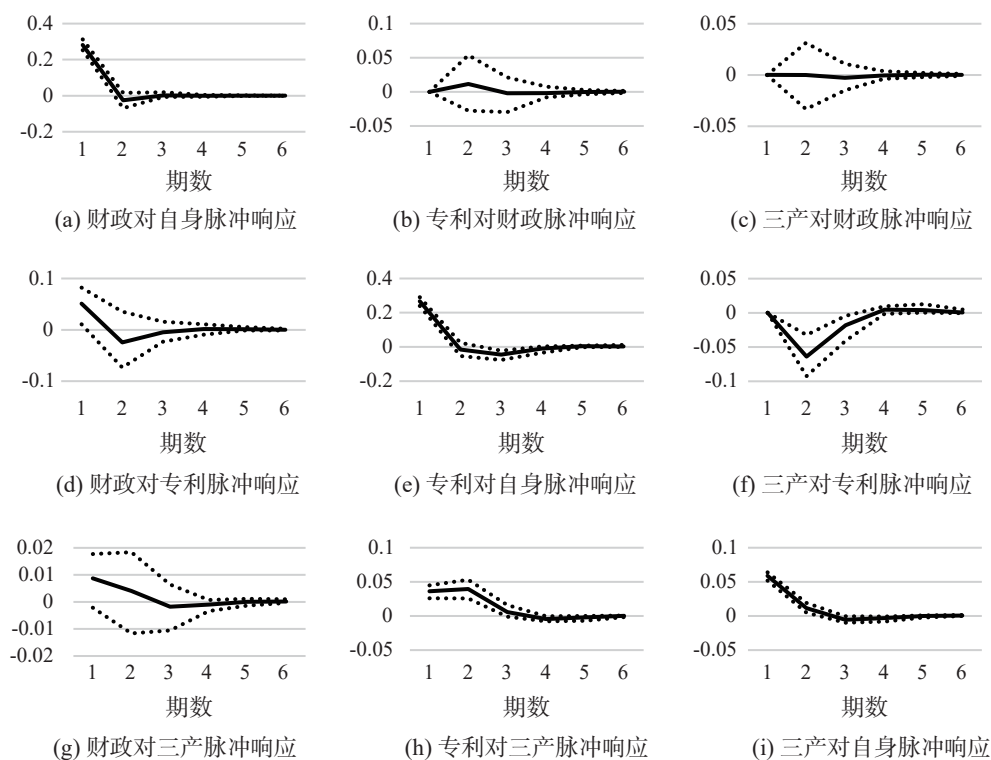 0.4
0.2
0
-0.2
1 2 3 4 5 6
期数
(a) 财政对自身脉冲响应
0.1
0.05
0
-0.05
1 2 3 4 5 6
期数
(b) 专利对财政脉冲响应
0.05
0
-0.05
1 2 3 4 5 6
期数
(c) 三产对财政脉冲响应
0.1
0
-0.1
1 2 3 4 5 6
期数
(d) 财政对专利脉冲响应
0.4
0.2
0
-0.2
1 2 3 4 5 6
期数
(e) 专利对自身脉冲响应
0.05
0
-0.05
-0.1
1 2 3 4 5 6
期数
(f) 三产对专利脉冲响应
0.02
0.01
0
-0.01
-0.02
1 2 3 4 5 6
期数
(g) 财政对三产脉冲响应
0.1
0.05
0
-0.05
1 2 3 4 5 6
期数
(h) 专利对三产脉冲响应
0.1
0.05
0
-0.05
1 2 3 4 5 6
期数
(i) 三产对自身脉冲响应